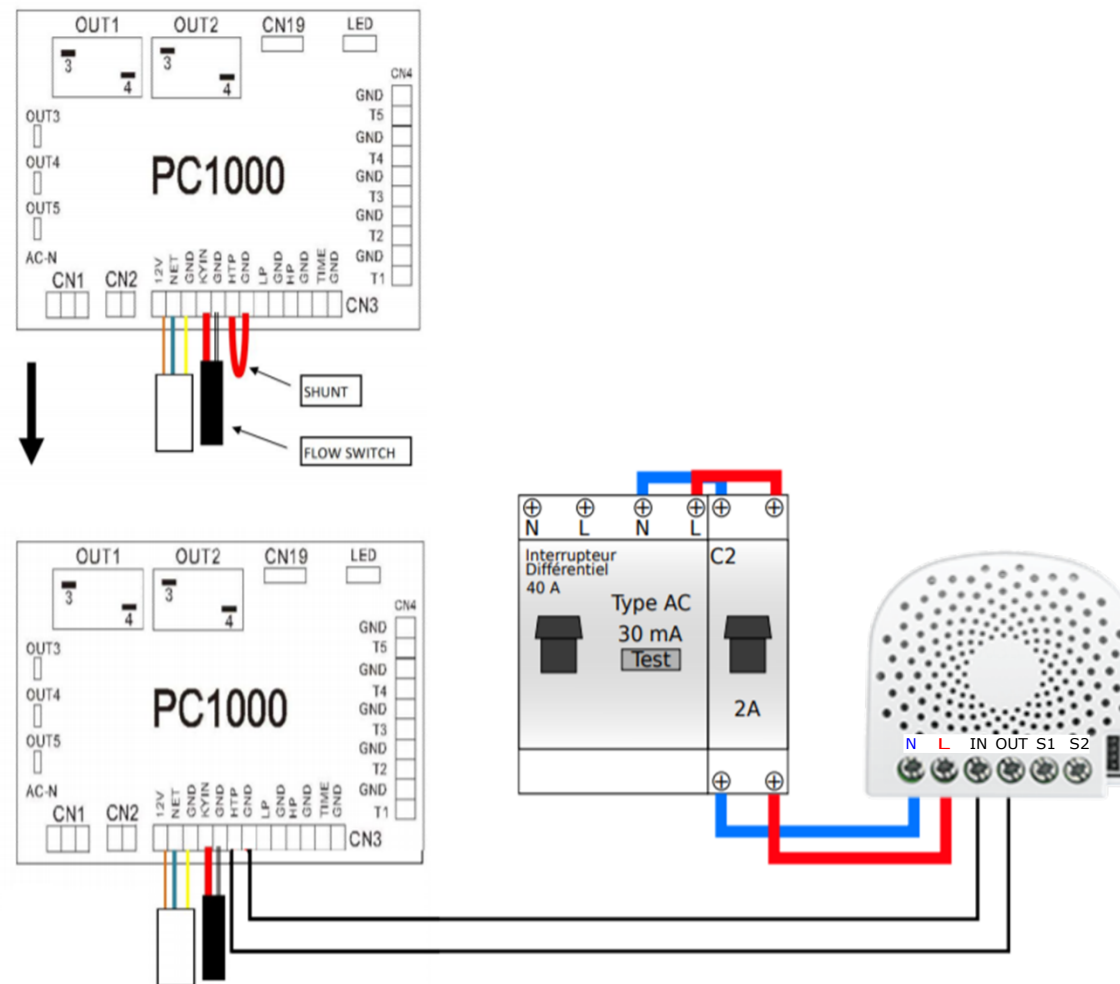 OUT1 OUT2 CN19 LED
3 4 3 4
CN4
GND
T5
GND
T4
GND
T3
GND
T2
GND
T1
OUT3
OUT4
OUT5
AC-N
PC1000
CN1 CN2
12V NET GND KYIN GND HTP GND LP GND HP GND TIME GND
CN3
SHUNT
FLOW SWITCH
OUT1 OUT2 CN19 LED
3 4 3 4
CN4
GND
T5
GND
T4
GND
T3
GND
T2
GND
T1
OUT3
OUT4
OUT5
AC-N
PC1000
CN1 CN2
12V NET GND KYIN GND HTP GND LP GND HP GND TIME GND
CN3
N L N L
Interrupteur
Différentiel
40 A
Type AC
30 mA
Test
C2
2A
N L IN OUT S1 S2